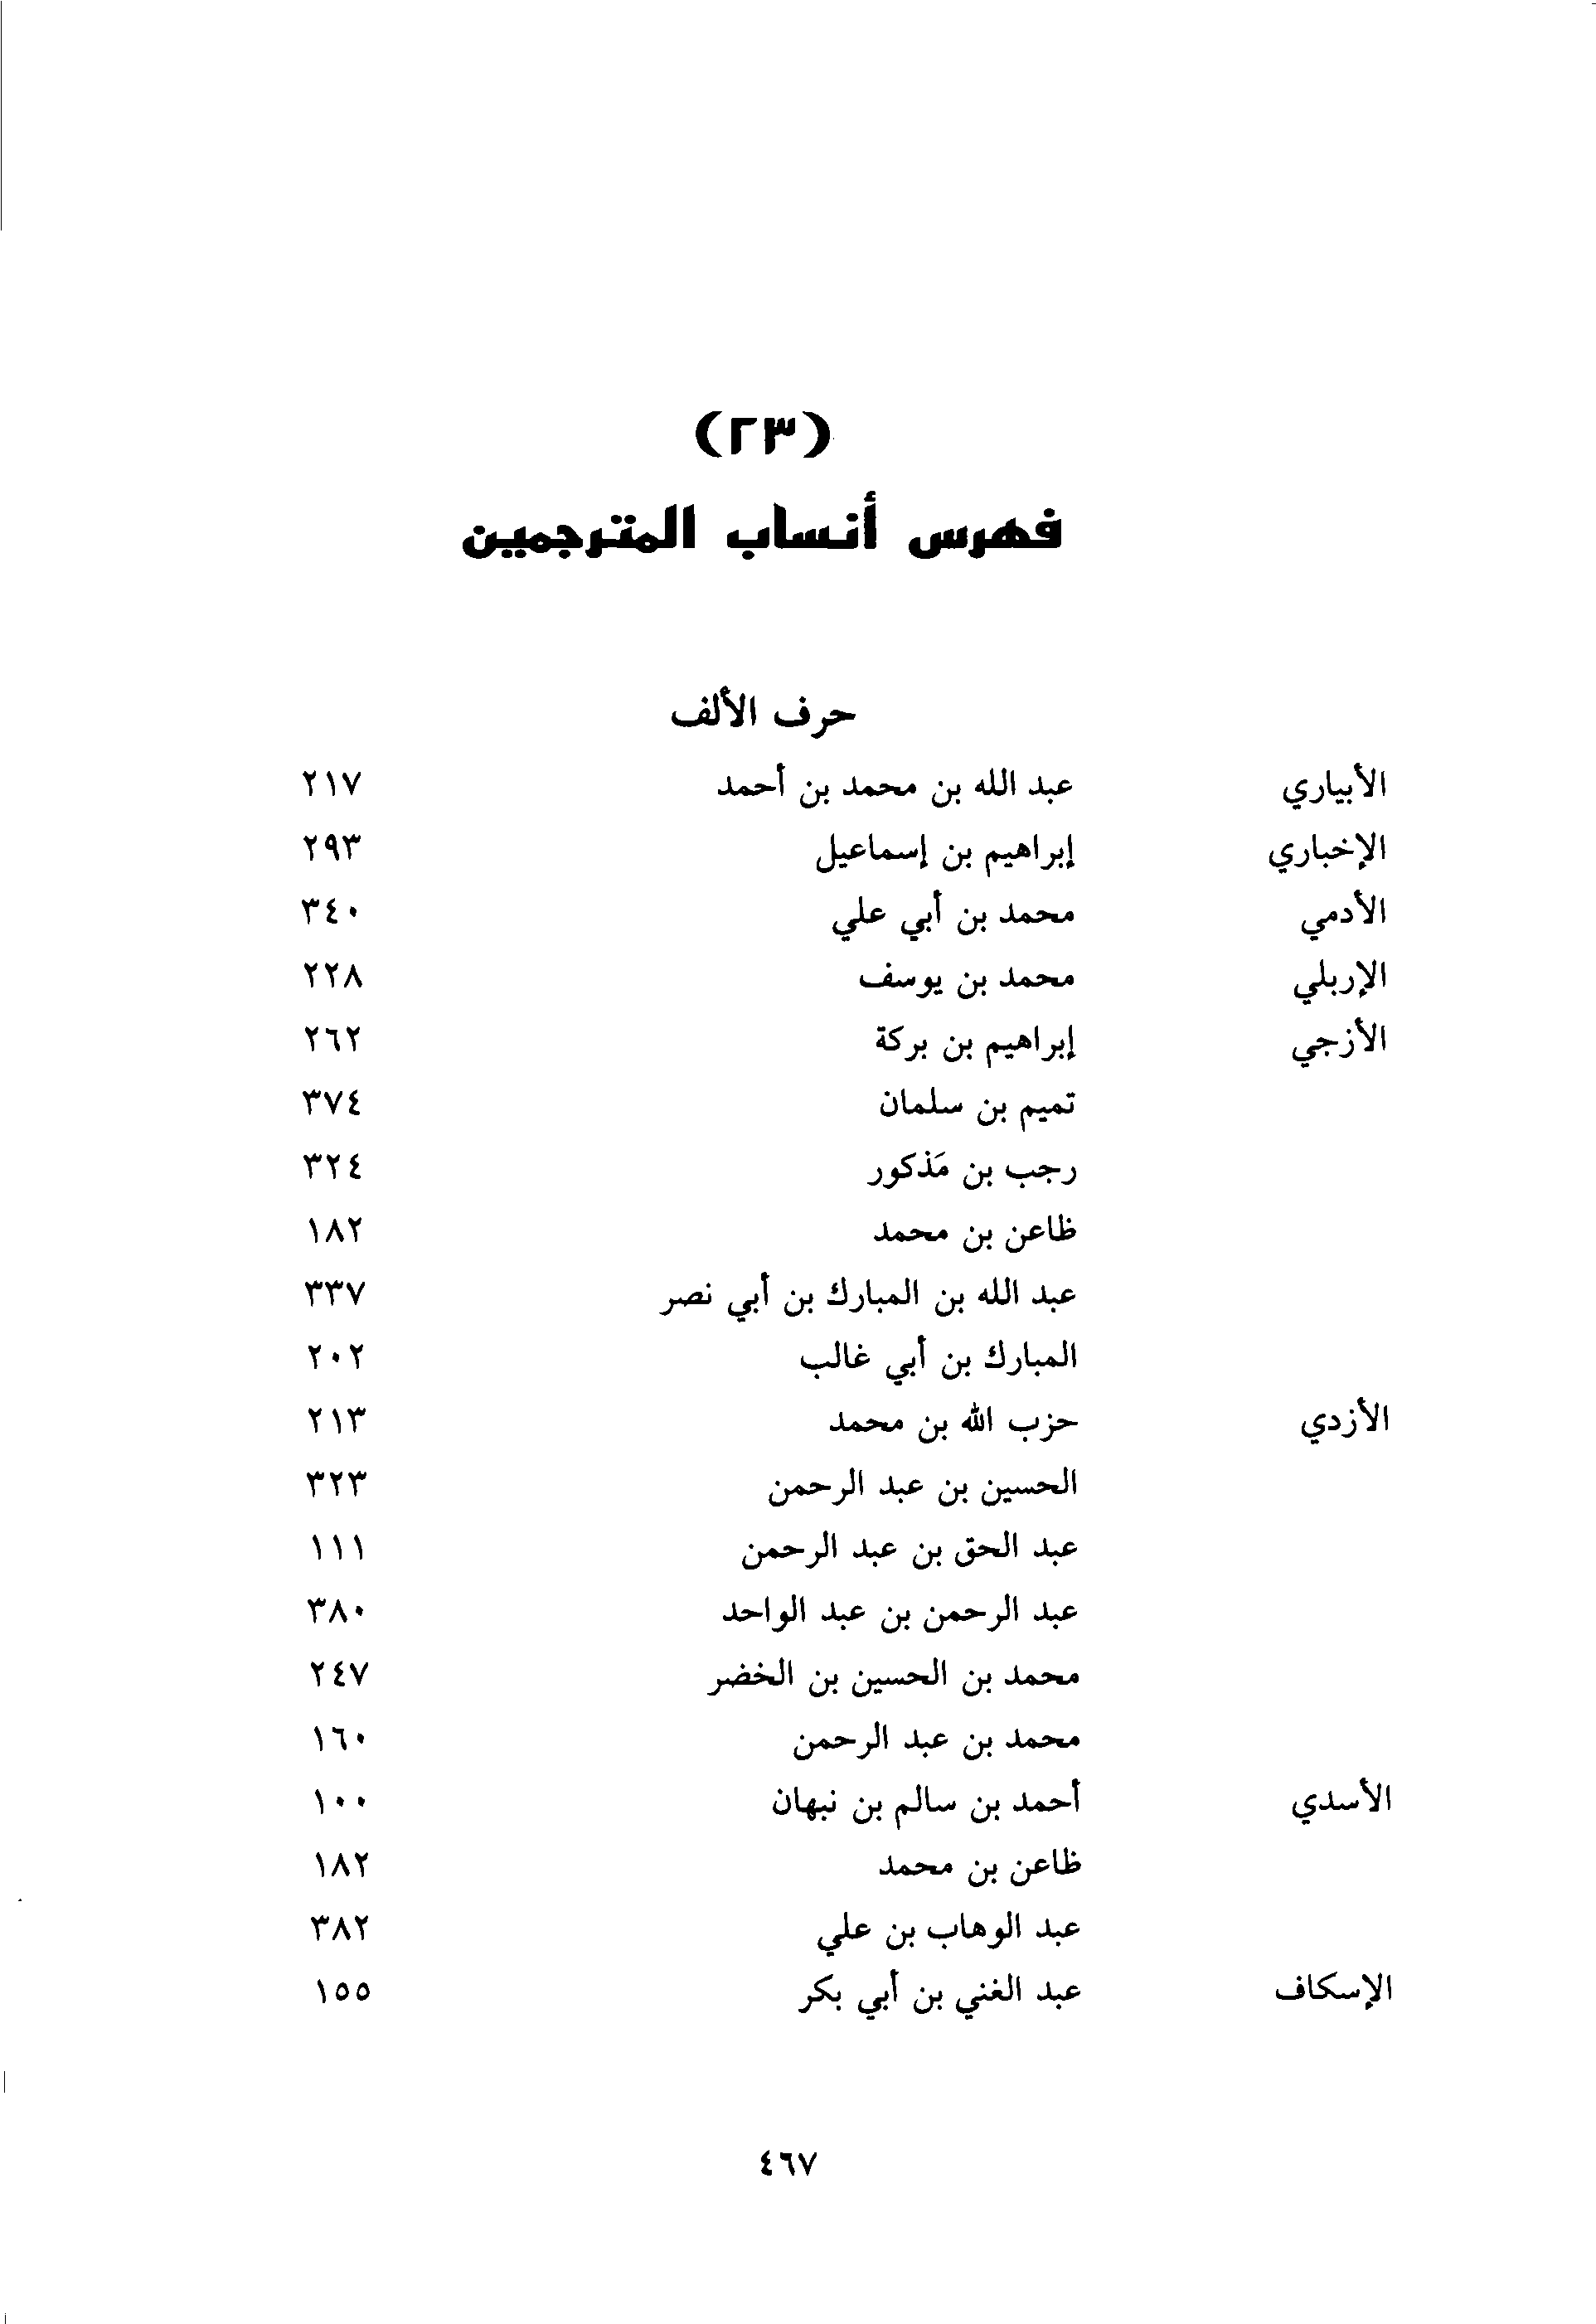 (٢٣)
فهرس أنساب المترجمين
حرف الألف
الأبياري عبد الله بن محمد بن أحمد ٢١٧
الإخباري إبراهيم بن إسماعيل ٢٩٣
الأدمي محمد بن أبي علي ٣٤٠
الإربلي محمد بن يوسف ٢٢٨
الأزجي إبراهيم بن بركة ٢٦٢
تميم بن سلمان ٣٧٤
رجب بن مَذكور ٣٢٤
ظاعن بن محمد ١٨٢
عبد الله بن المبارك بن أبي نصر ٣٣٧
المبارك بن أبي غالب ٢٠٢
الأزدي حزب الله بن محمد ٢١٣
الحسين بن عبد الرحمن ٣٢٣
عبد الحق بن عبد الرحمن ١١١
عبد الرحمن بن عبد الواحد ٣٨٠
محمد بن الحسين بن الخضر ٢٤٧
محمد بن عبد الرحمن ١٦٠
الأسدي أحمد بن سالم بن نبهان ١٠٠
ظاعن بن محمد ١٨٢
عبد الوهاب بن علي ٣٨٢
الإسكاف عبد الغني بن أبي بكر ١٥٥
٤٦٧